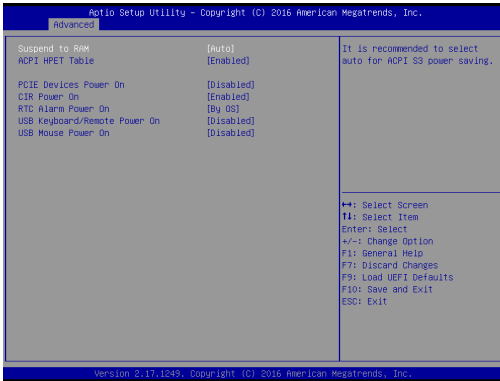 Aptio Setup Utility - Copyright (C) 2016 American Megatrends, Inc.
Advanced
Suspend to RAM [Auto]
ACPI HPET Table [Enabled]
PCIE Devices Power On [Disabled]
CIR Power On [Enabled]
RTC Alarm Power On [By OS]
USB Keyboard/Remote Power On [Disabled]
USB Mouse Power On [Disabled]
It is recommended to select
auto for ACPI S3 power saving.
↔: Select Screen
↑↓: Select Item
Enter: Select
+/-: Change Option
F1: General Help
F7: Discard Changes
F9: Load UEFI Defaults
F10: Save and Exit
ESC: Exit
Version 2.17.1249. Copyright (C) 2016 American Megatrends, Inc.